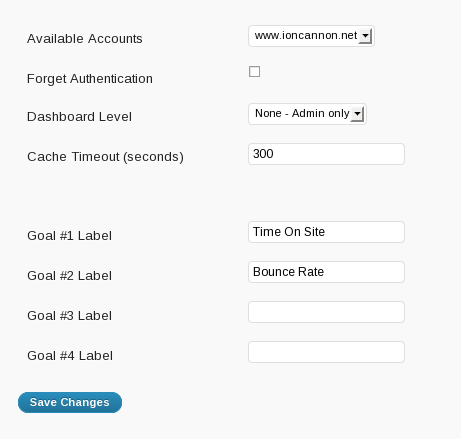 Available Accounts www.ioncannon.net
Forget Authentication
Dashboard Level None - Admin only
Cache Timeout (seconds) 300
Goal #1 Label Time On Site
Goal #2 Label Bounce Rate
Goal #3 Label
Goal #4 Label
Save Changes